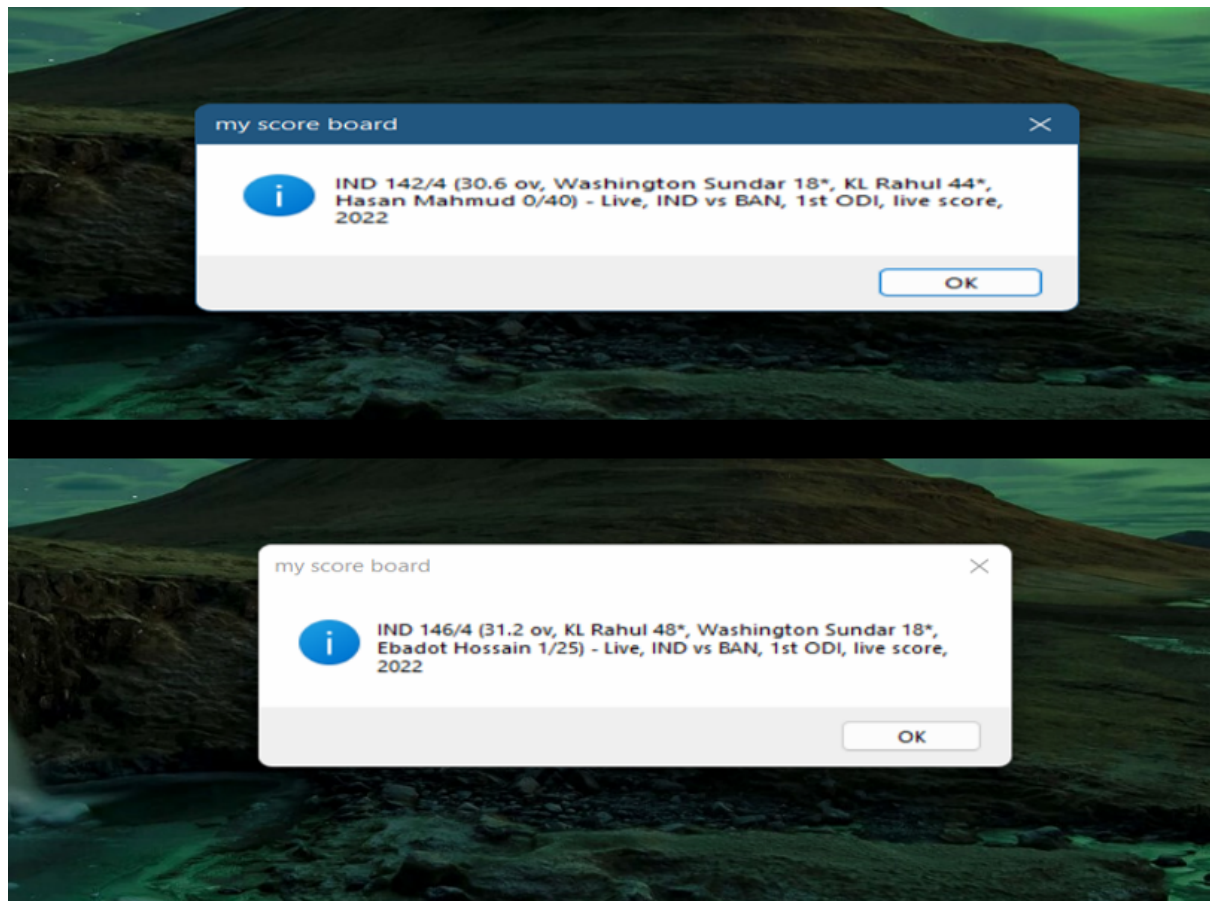 my score board
IND 142/4 (30.6 ov, Washington Sundar 18*, KL Rahul 44*,
Hasan Mahmud 0/40) - Live, IND vs BAN, 1st ODI, live score,
2022
OK
my score board
IND 146/4 (31.2 ov, KL Rahul 48*, Washington Sundar 18*,
Ebadot Hossain 1/25) - Live, IND vs BAN, 1st ODI, live score,
2022
OK